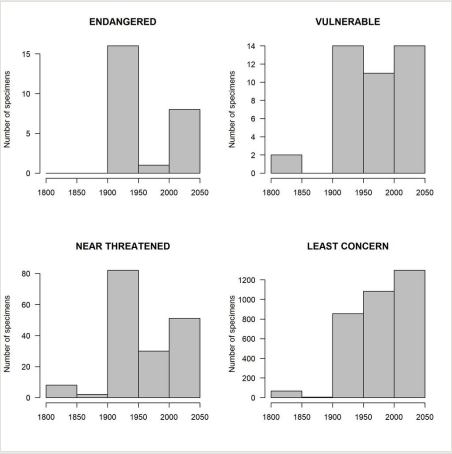 ENDANGERED
Number of specimens
15
10
5
0
1800 1850 1900 1950 2000 2050
VULNERABLE
Number of specimens
14
12
10
8
6
4
2
0
1800 1850 1900 1950 2000 2050
NEAR THREATENED
Number of specimens
80
60
40
20
0
1800 1850 1900 1950 2000 2050
LEAST CONCERN
Number of specimens
1200
1000
800
600
400
200
0
1800 1850 1900 1950 2000 2050